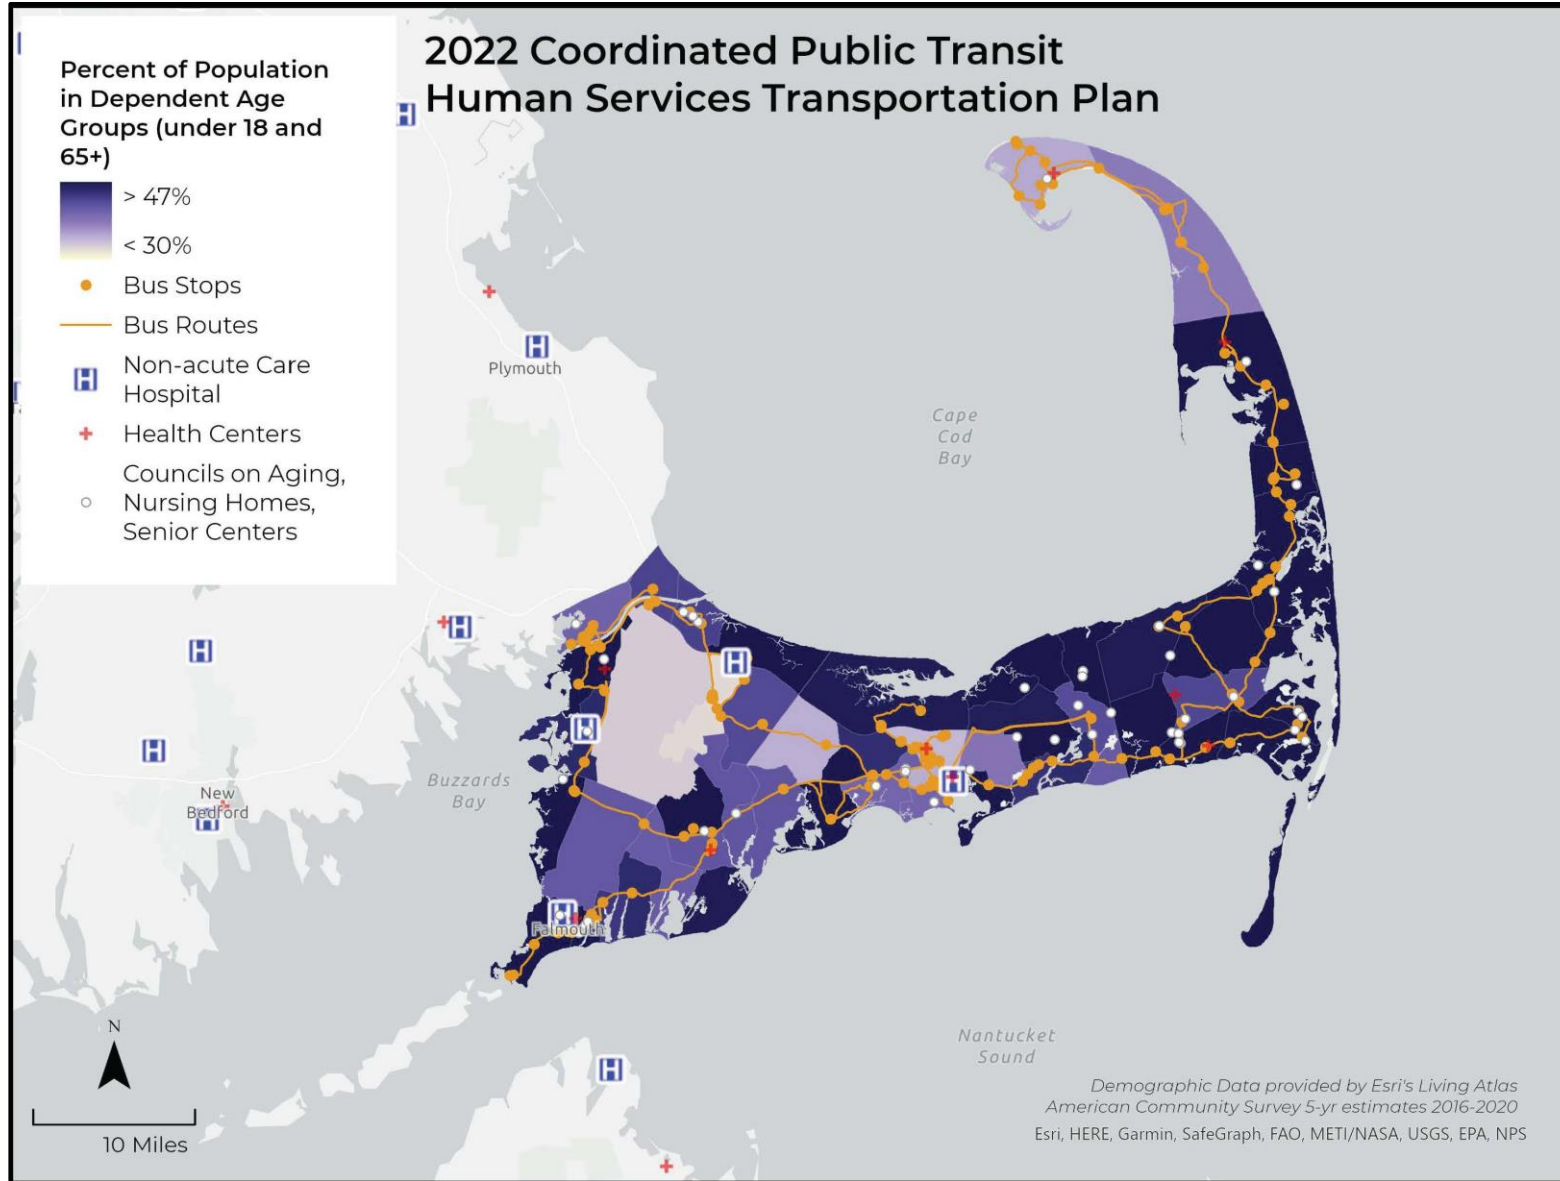 2022 Coordinated Public Transit
Human Services Transportation Plan
Percent of Population
in Dependent Age
Groups (under 18 and
65+)
> 47%
< 30%
Bus Stops
Bus Routes
H
Non-acute Care
Hospital
Health Centers
Councils on Aging,
Nursing Homes,
Senior Centers
H
H
Plymouth
Cape
Cod
Bay
H
H
H
H
H
Buzzards
Bay
H
New
Bedford
H
H
Falmouth
Nantucket
Sound
H
N
10 Miles
Demographic Data provided by Esri's Living Atlas
American Community Survey 5-yr estimates 2016-2020
Esri, HERE, Garmin, SafeGraph, FAO, METI/NASA, USGS, EPA, NPS